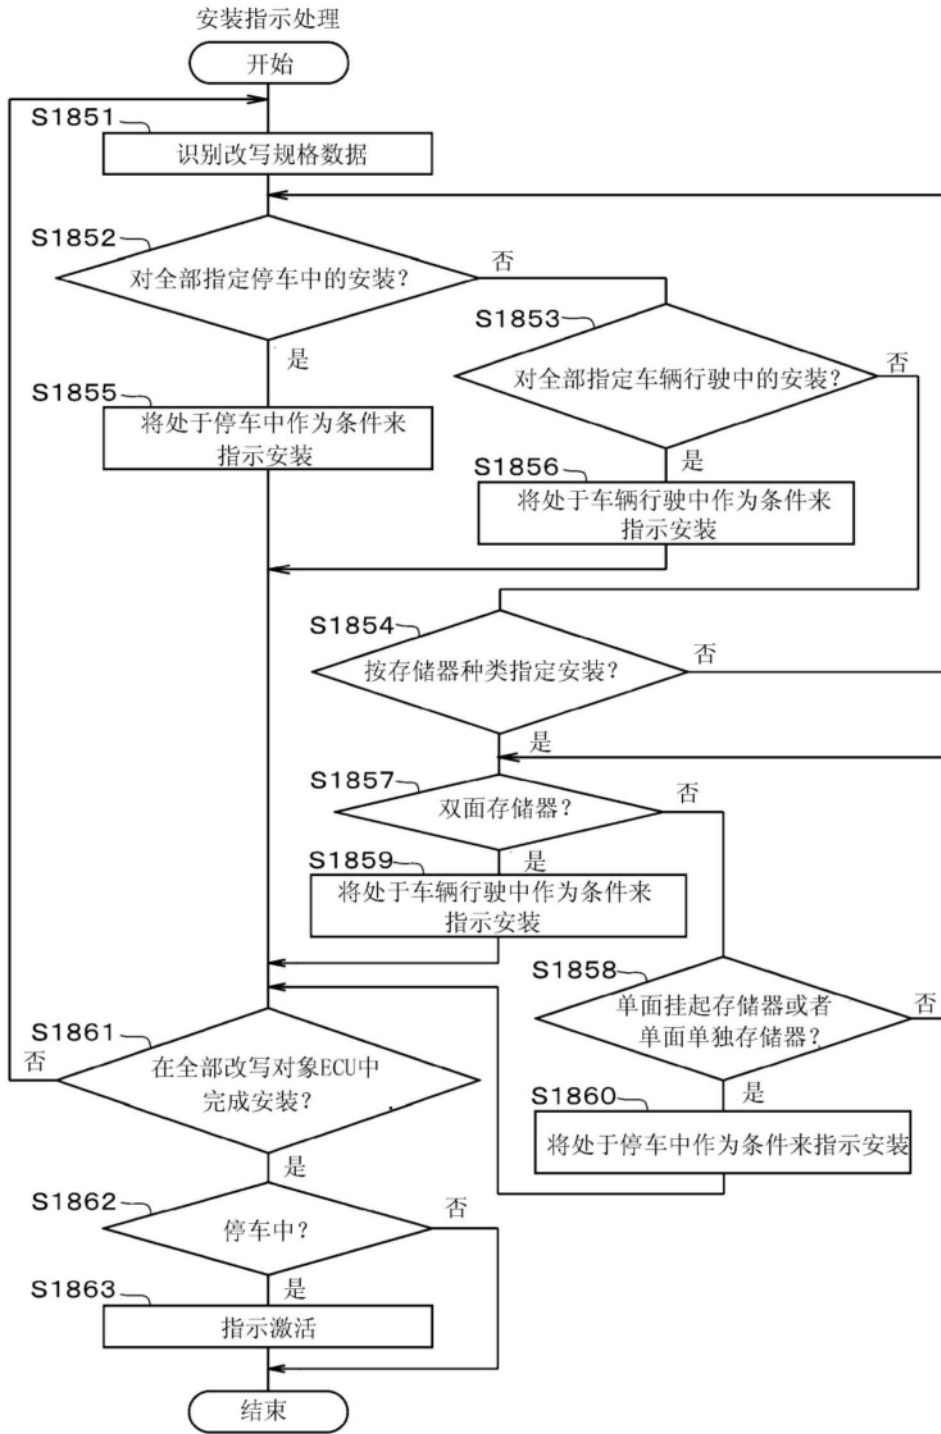 安装指示处理
开始
S1851
识别改写规格数据
S1852
对全部指定停车中的安装?
否
是
S1853
对全部指定车辆行驶中的安装?
否
是
S1855
将处于停车中作为条件来
指示安装
S1856
将处于车辆行驶中作为条件来
指示安装
S1854
按存储器种类指定安装?
否
是
S1857
双面存储器?
否
是
S1859
将处于车辆行驶中作为条件来
指示安装
S1858
单面挂起存储器或者
单面单独存储器?
否
是
S1860
将处于停车中作为条件来指示安装
S1861
否
在全部改写对象ECU中
完成安装?
是
S1862
停车中?
否
是
S1863
指示激活
结束